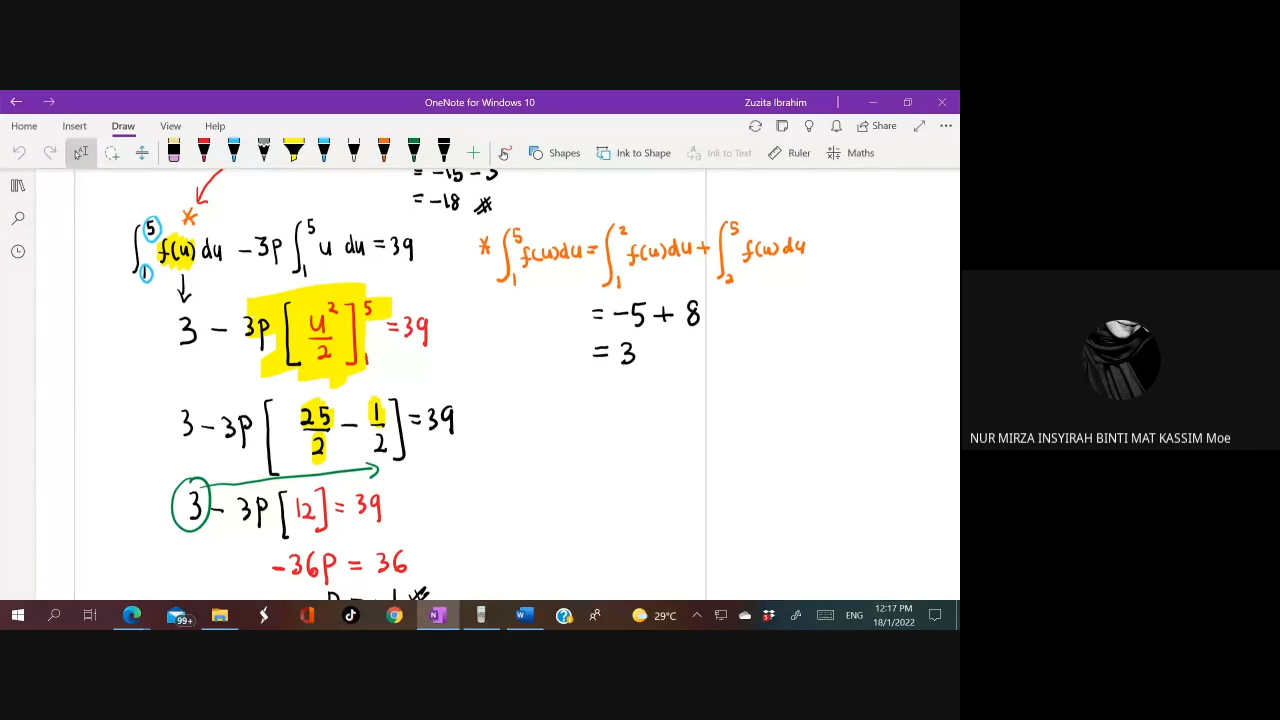 OneNote for Windows 10
Zuzita Ibrahim
Home Insert Draw View Help
Share
Shapes Ink to Shape Ink to Text Ruler Maths
= -15 - 3
= -18
∫₁⁵ f(u) du - 3p ∫₁⁵ u du = 39
* ∫₁⁵ f(u)du = ∫₁² f(u)du + ∫₂⁵ f(u)du
3 - 3p [u²/2]₁⁵ = 39
= -5 + 8
= 3
3 - 3p [25/2 - 1/2] = 39
3 - 3p [12] = 39
-36p = 36
NUR MIRZA INSYIRAH BINTI MAT KASSIM Moe
99+
29°C
ENG
12:17 PM
18/1/2022